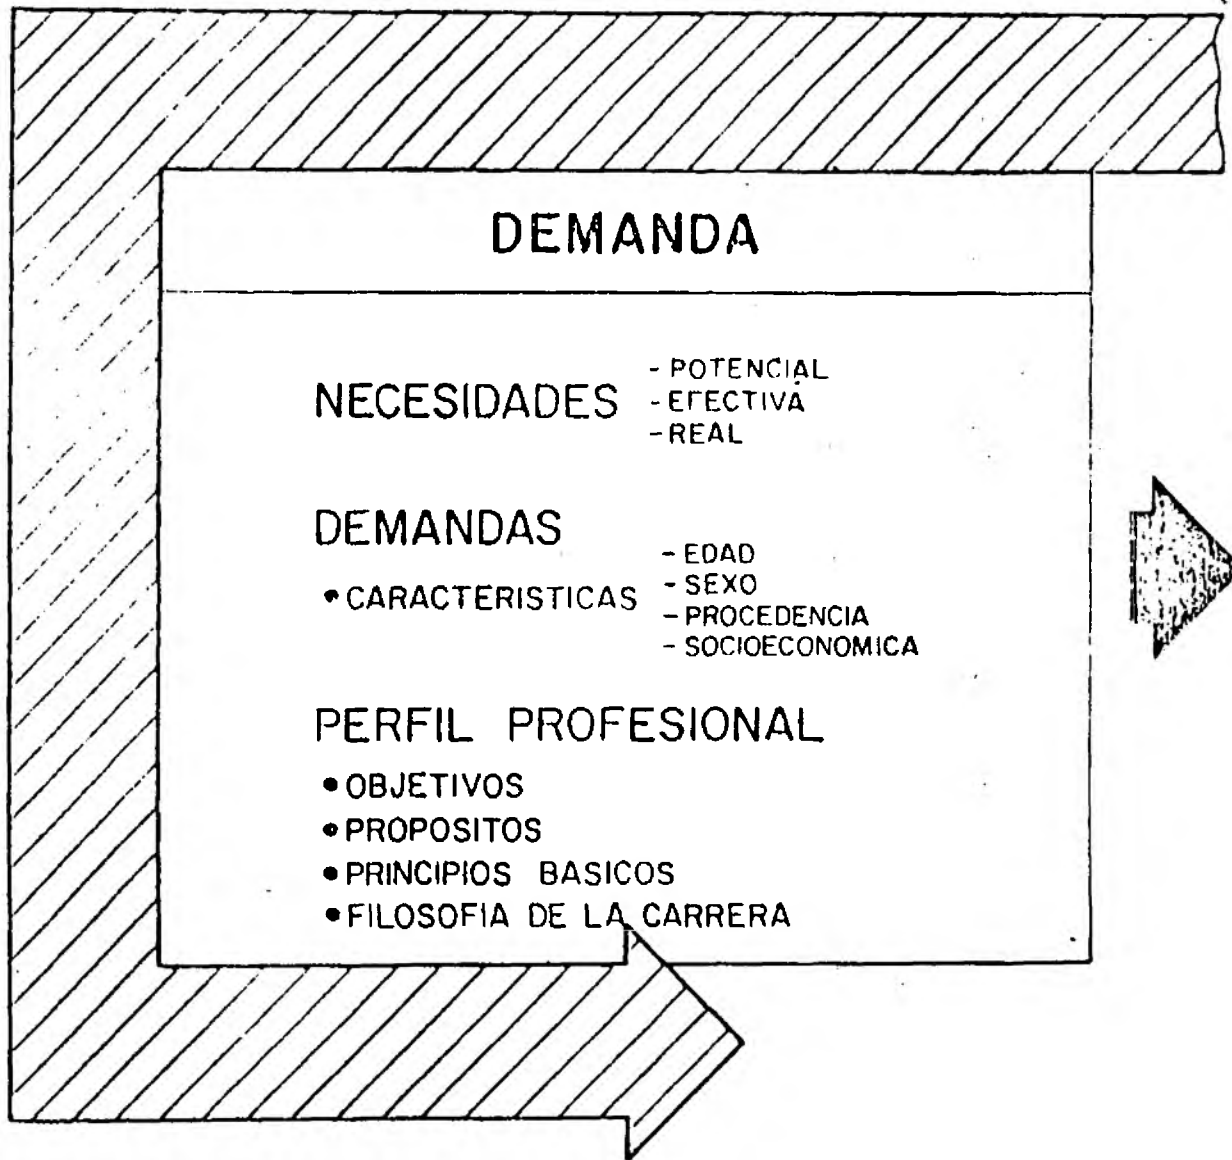 DEMANDA
NECESIDADES
- POTENCIAL
- EFECTIVA
- REAL
DEMANDAS
• CARACTERISTICAS
- EDAD
- SEXO
- PROCEDENCIA
- SOCIOECONOMICA
PERFIL PROFESIONAL
• OBJETIVOS
• PROPOSITOS
• PRINCIPIOS BASICOS
• FILOSOFIA DE LA CARRERA